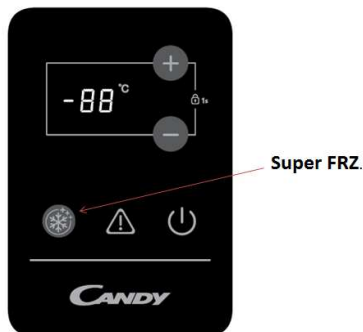 +
-88 °C
1s
−
Super FRZ.
CANDY